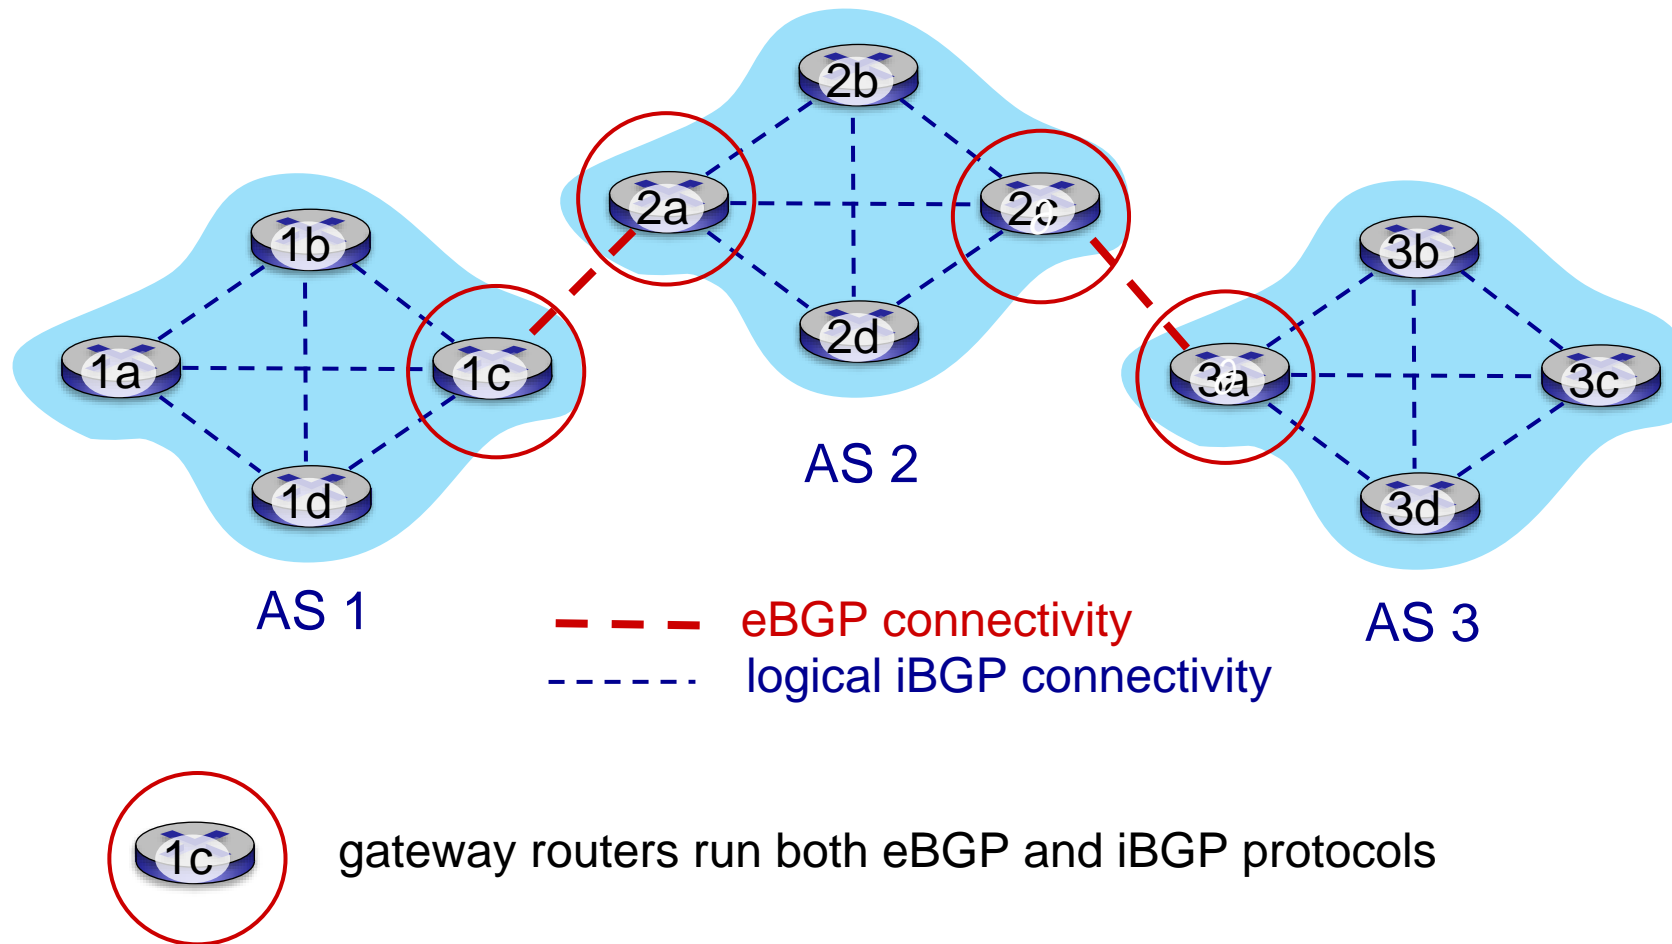 2b
2a
2c
1b
3b
2d
1a
1c
3a
3c
AS 2
1d
3d
AS 1
eBGP connectivity
AS 3
logical iBGP connectivity
1c
gateway routers run both eBGP and iBGP protocols